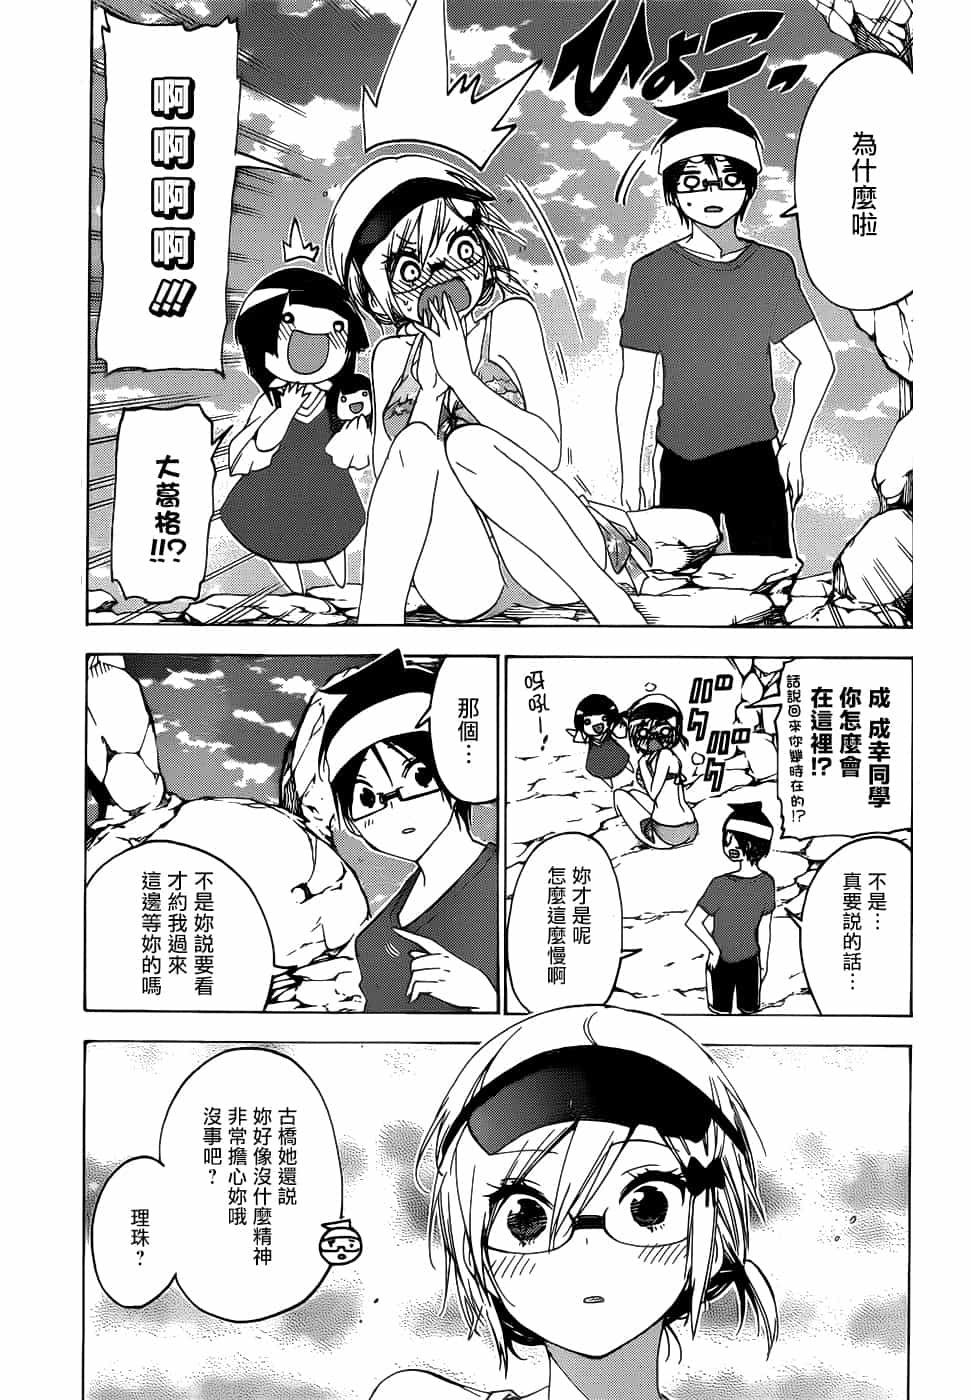 ひょこっ
為什麼啦
啊啊啊啊啊啊!!!
大葛格!!?
成 成幸同學
你怎麼會
在這裡!?
話說回來你啥時在的!?
呀吼ー
不是…
真要說的話…
妳才是呢
怎麼這麼慢啊
那個…
不是妳說要看
才約我過來
這邊等妳的嗎
古橋她還說
妳好像沒什麼精神
非常擔心妳哦
沒事吧?
理珠?